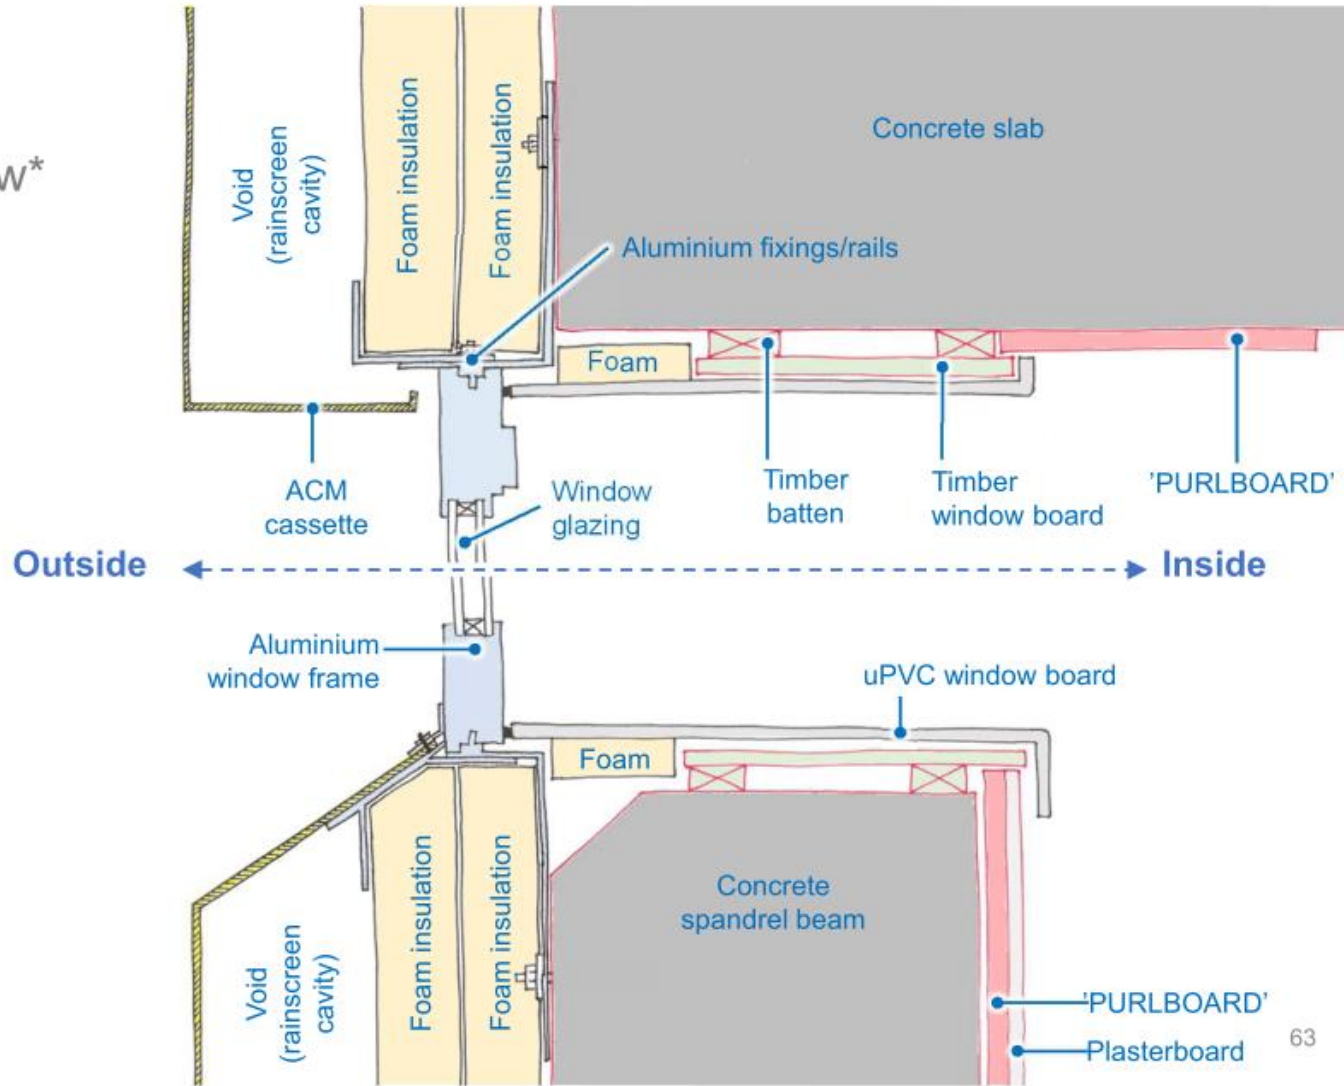 w*
Void
(rainscreen
cavity)
Foam insulation
Foam insulation
Concrete slab
Aluminium fixings/rails
Foam
ACM
cassette
Window
glazing
Timber
batten
Timber
window board
'PURLBOARD'
Outside
Inside
Aluminium
window frame
uPVC window board
Foam
Void
(rainscreen
cavity)
Foam insulation
Foam insulation
Concrete
spandrel beam
'PURLBOARD'
Plasterboard
63